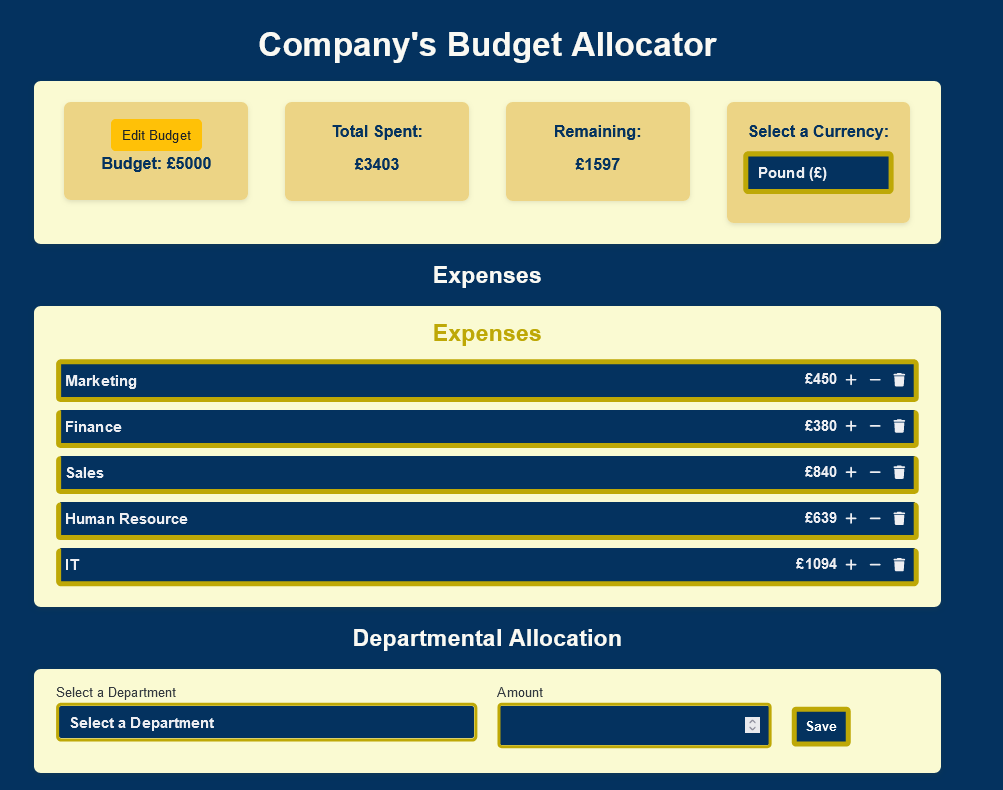 Company's Budget Allocator
Edit Budget
Budget: £5000
Total Spent:
£3403
Remaining:
£1597
Select a Currency:
Pound (£)
Expenses
Expenses
Marketing £450 + −
Finance £380 + −
Sales £840 + −
Human Resource £639 + −
IT £1094 + −
Departmental Allocation
Select a Department
Select a Department
Amount
Save